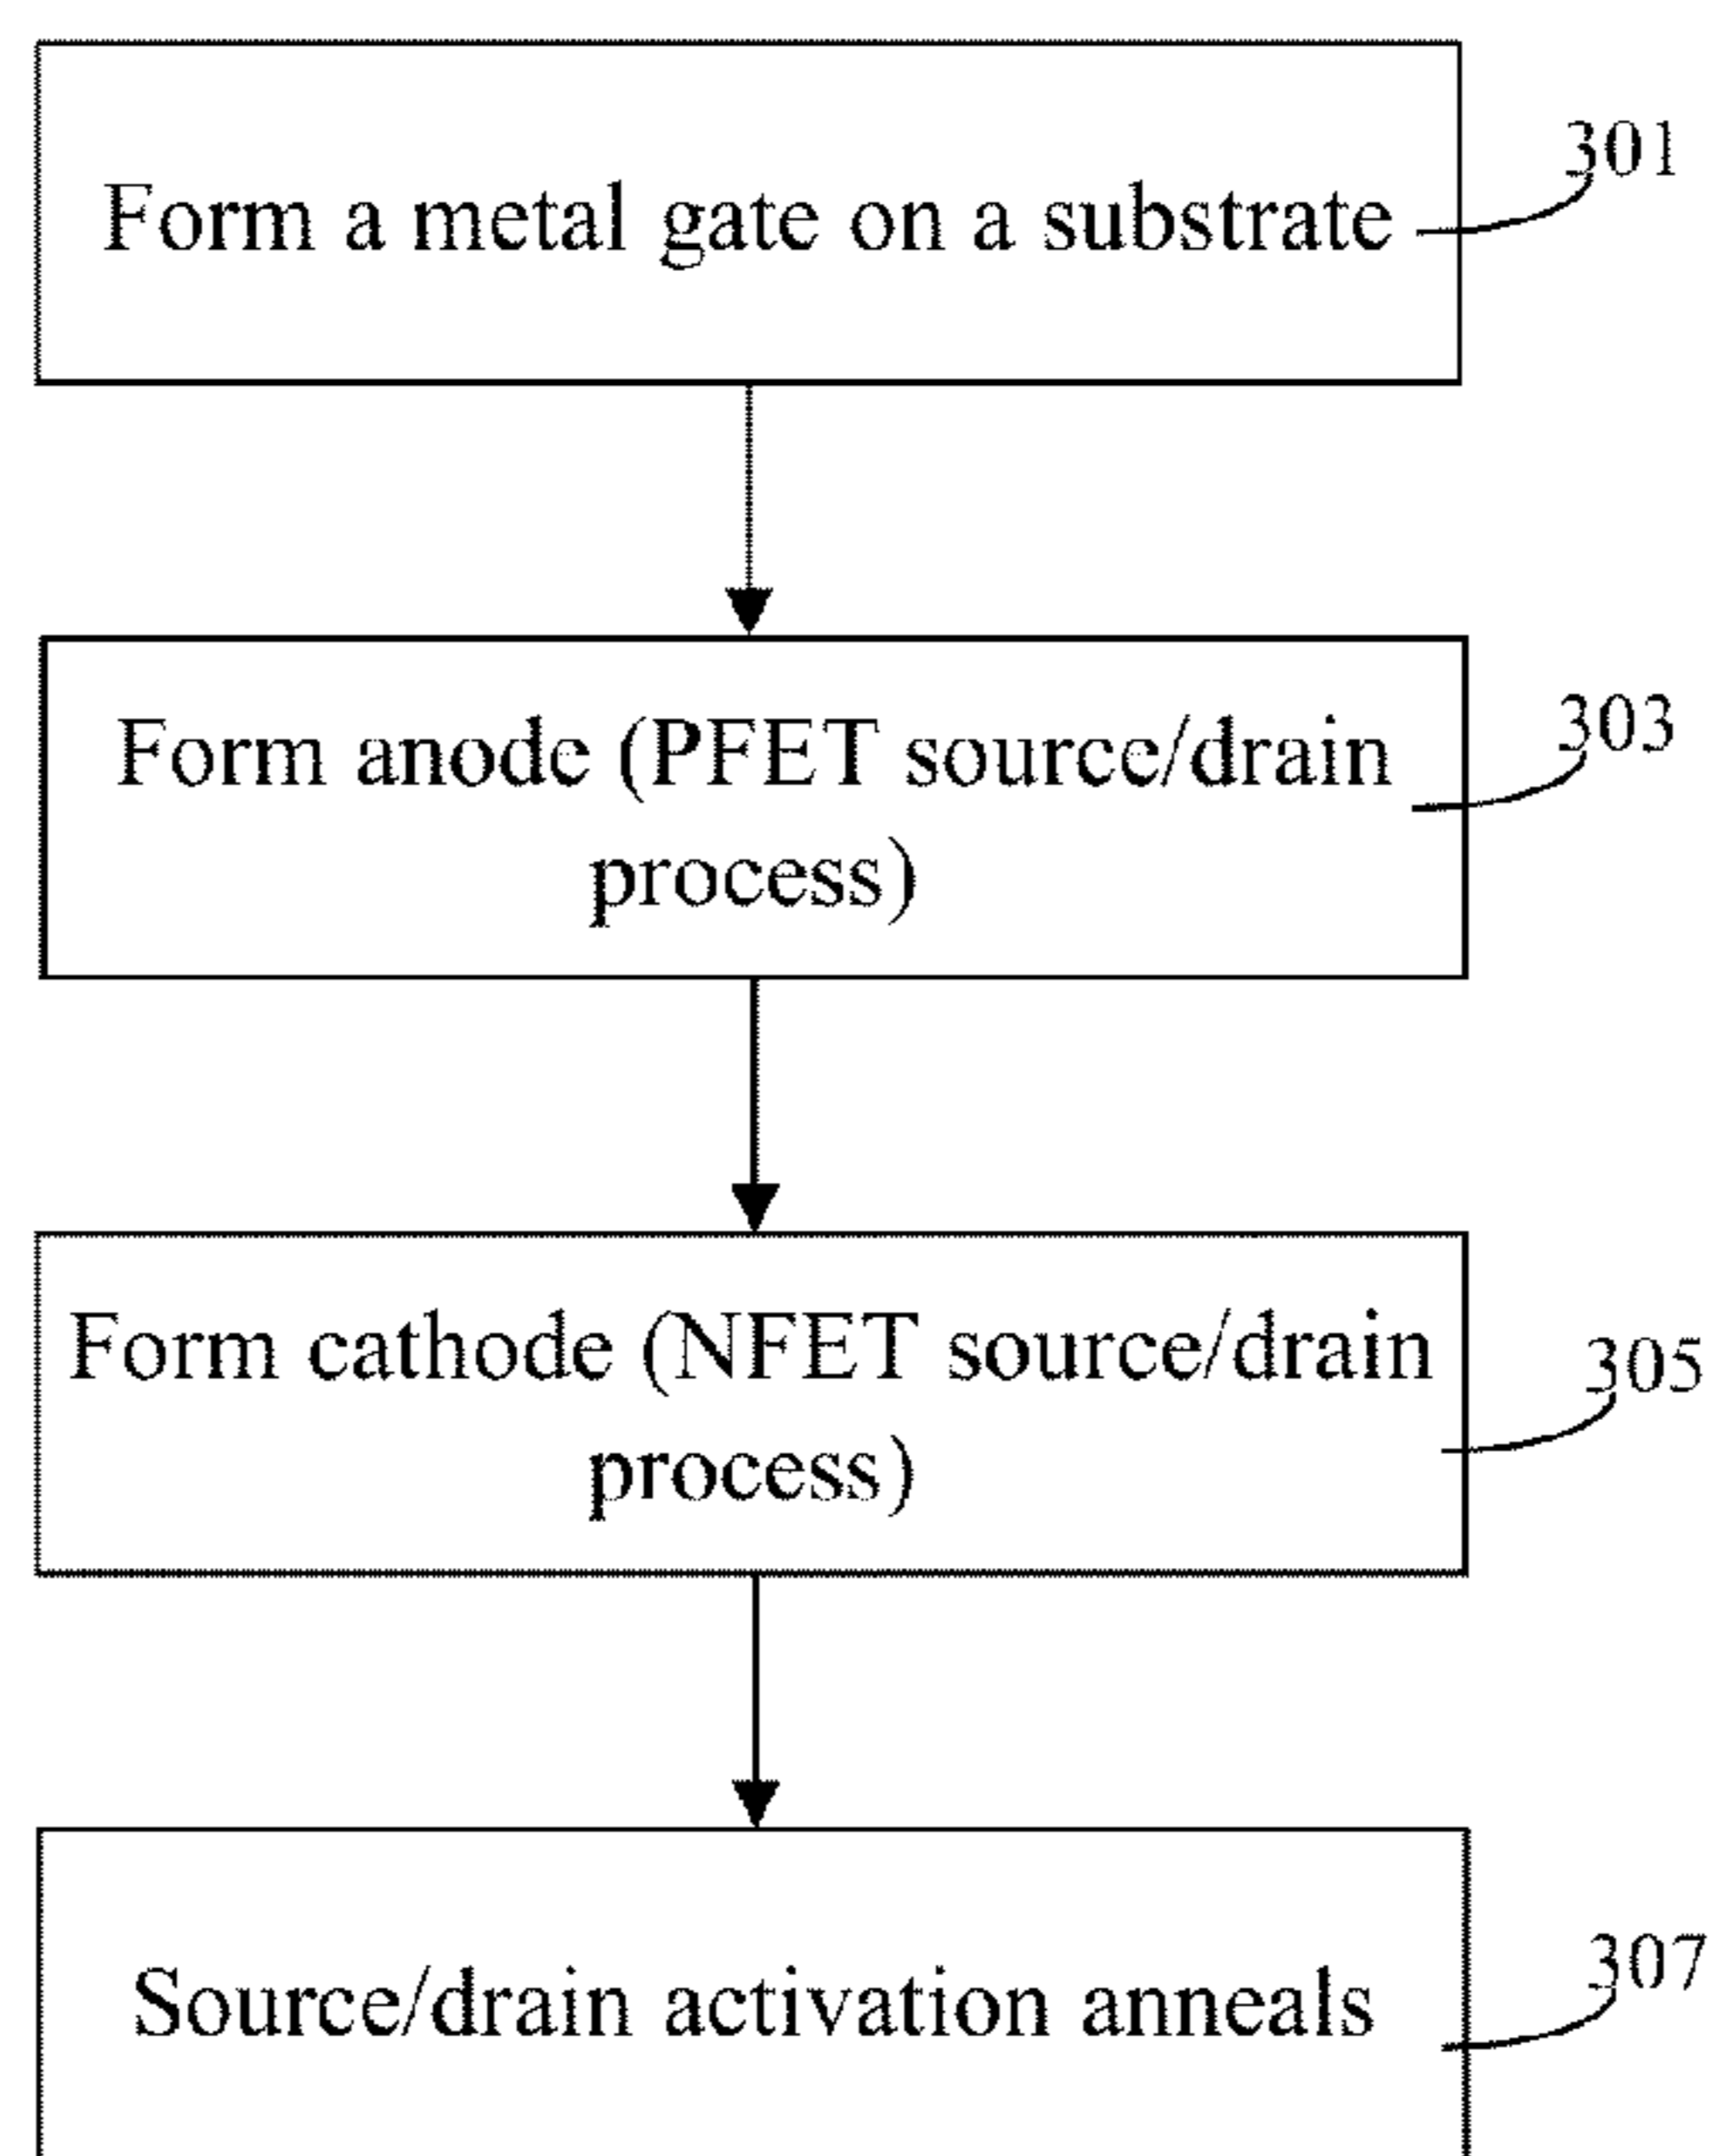 301
Form a metal gate on a substrate
303
Form anode (PFET source/drain
process)
Form cathode (NFET source/drain
305
process)
307
Source/drain activation anneals